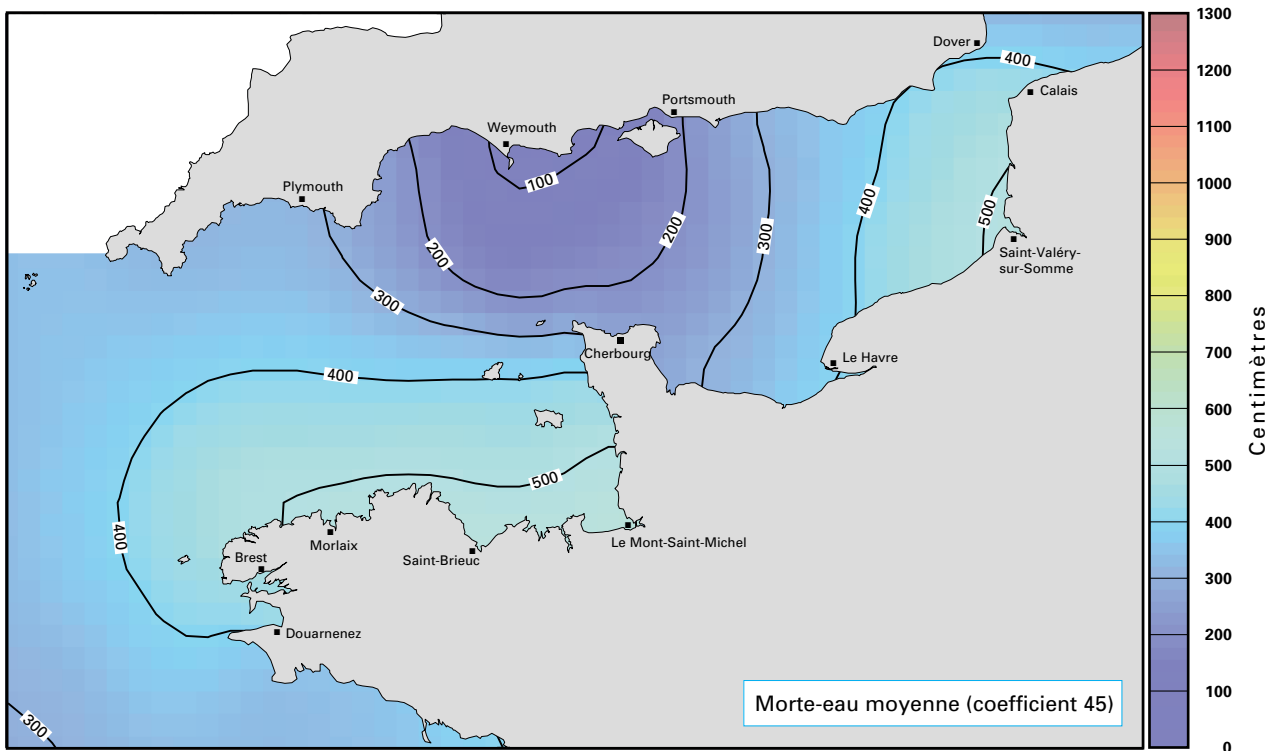 1300
Dover
400
1200
Calais
Portsmouth
1100
Weymouth
100
1000
Plymouth
400
500
200
300
900
200
Saint-Valéry-
sur-Somme
300
800
Cherbourg
Le Havre
700
400
600
500
500
400
Morlaix
Le Mont-Saint-Michel
400
Brest
Saint-Brieuc
300
Douarnenez
200
Morte-eau moyenne (coefficient 45)
300
100
0
Centimètres